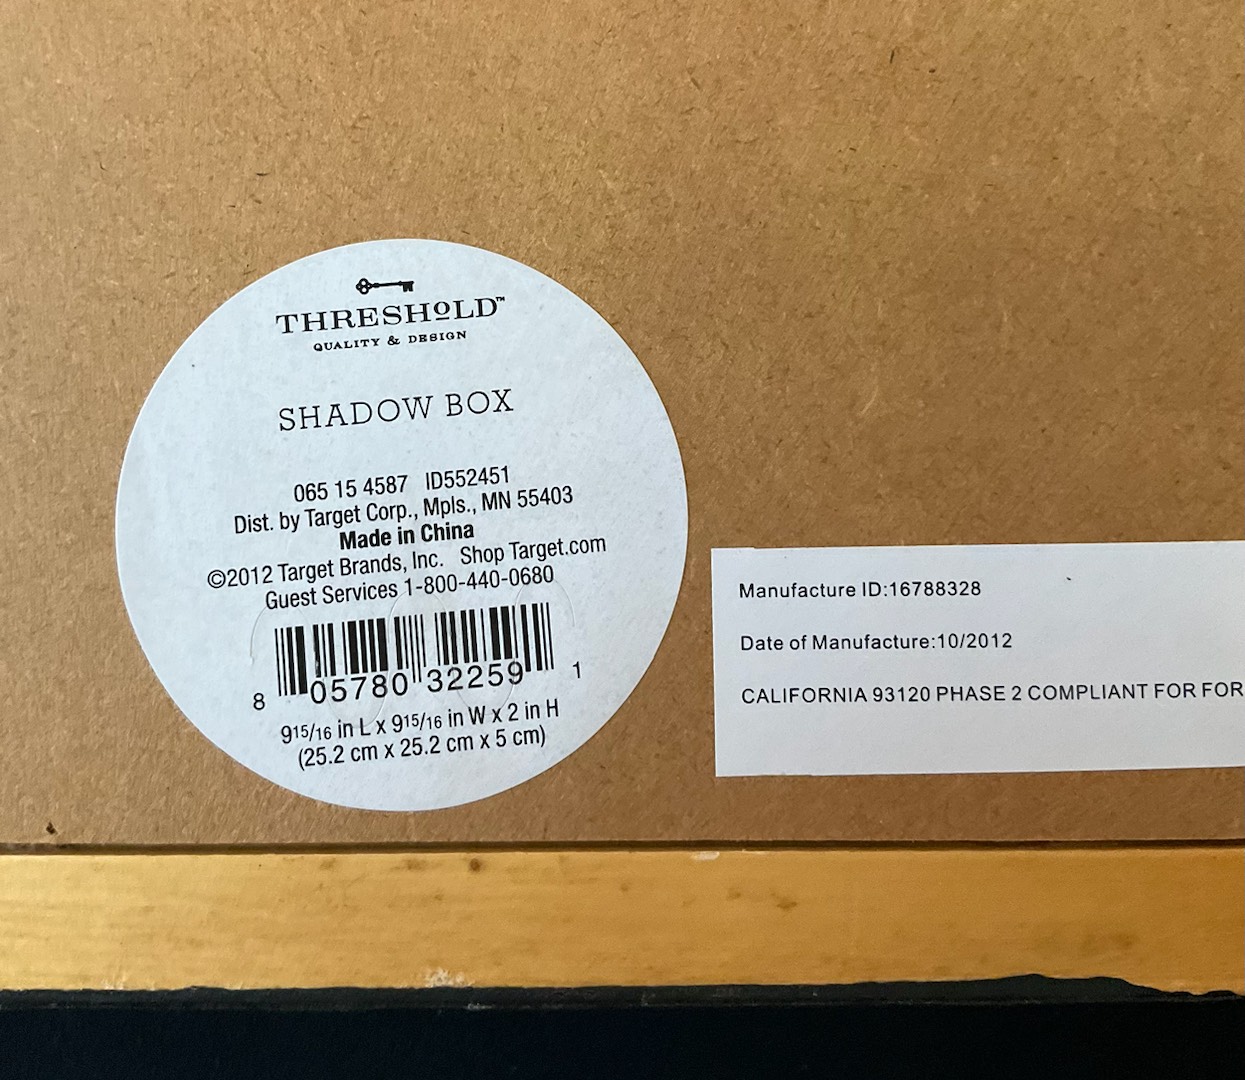 THRESHOLD™
QUALITY & DESIGN
SHADOW BOX
065 15 4587 ID552451
Dist. by Target Corp., Mpls., MN 55403
Made in China
©2012 Target Brands, Inc. Shop Target.com
Guest Services 1-800-440-0680
8 05780 32259 1
9 15/16 in L x 9 15/16 in W x 2 in H
(25.2 cm x 25.2 cm x 5 cm)
Manufacture ID:16788328
Date of Manufacture:10/2012
CALIFORNIA 93120 PHASE 2 COMPLIANT FOR FOR